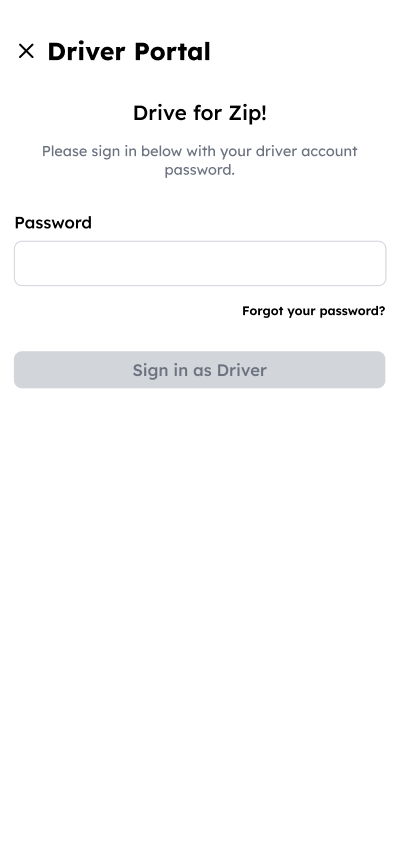 Driver Portal
Drive for Zip!
Please sign in below with your driver account
password.
Password
Forgot your password?
Sign in as Driver